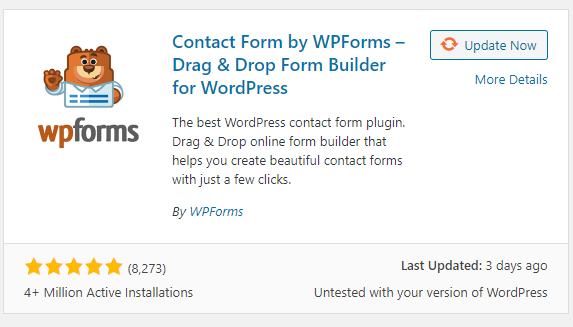 Contact Form by WPForms –
Drag & Drop Form Builder
for WordPress
Update Now
More Details
The best WordPress contact form plugin.
Drag & Drop online form builder that
helps you create beautiful contact forms
with just a few clicks.
By WPForms
wpforms
(8,273)
Last Updated: 3 days ago
4+ Million Active Installations
Untested with your version of WordPress